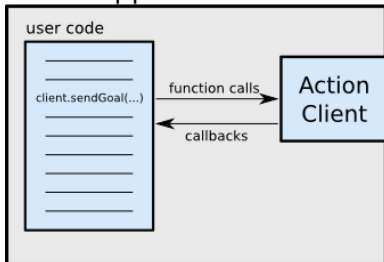 user code
client.sendGoal(...)
function calls
callbacks
Action
Client